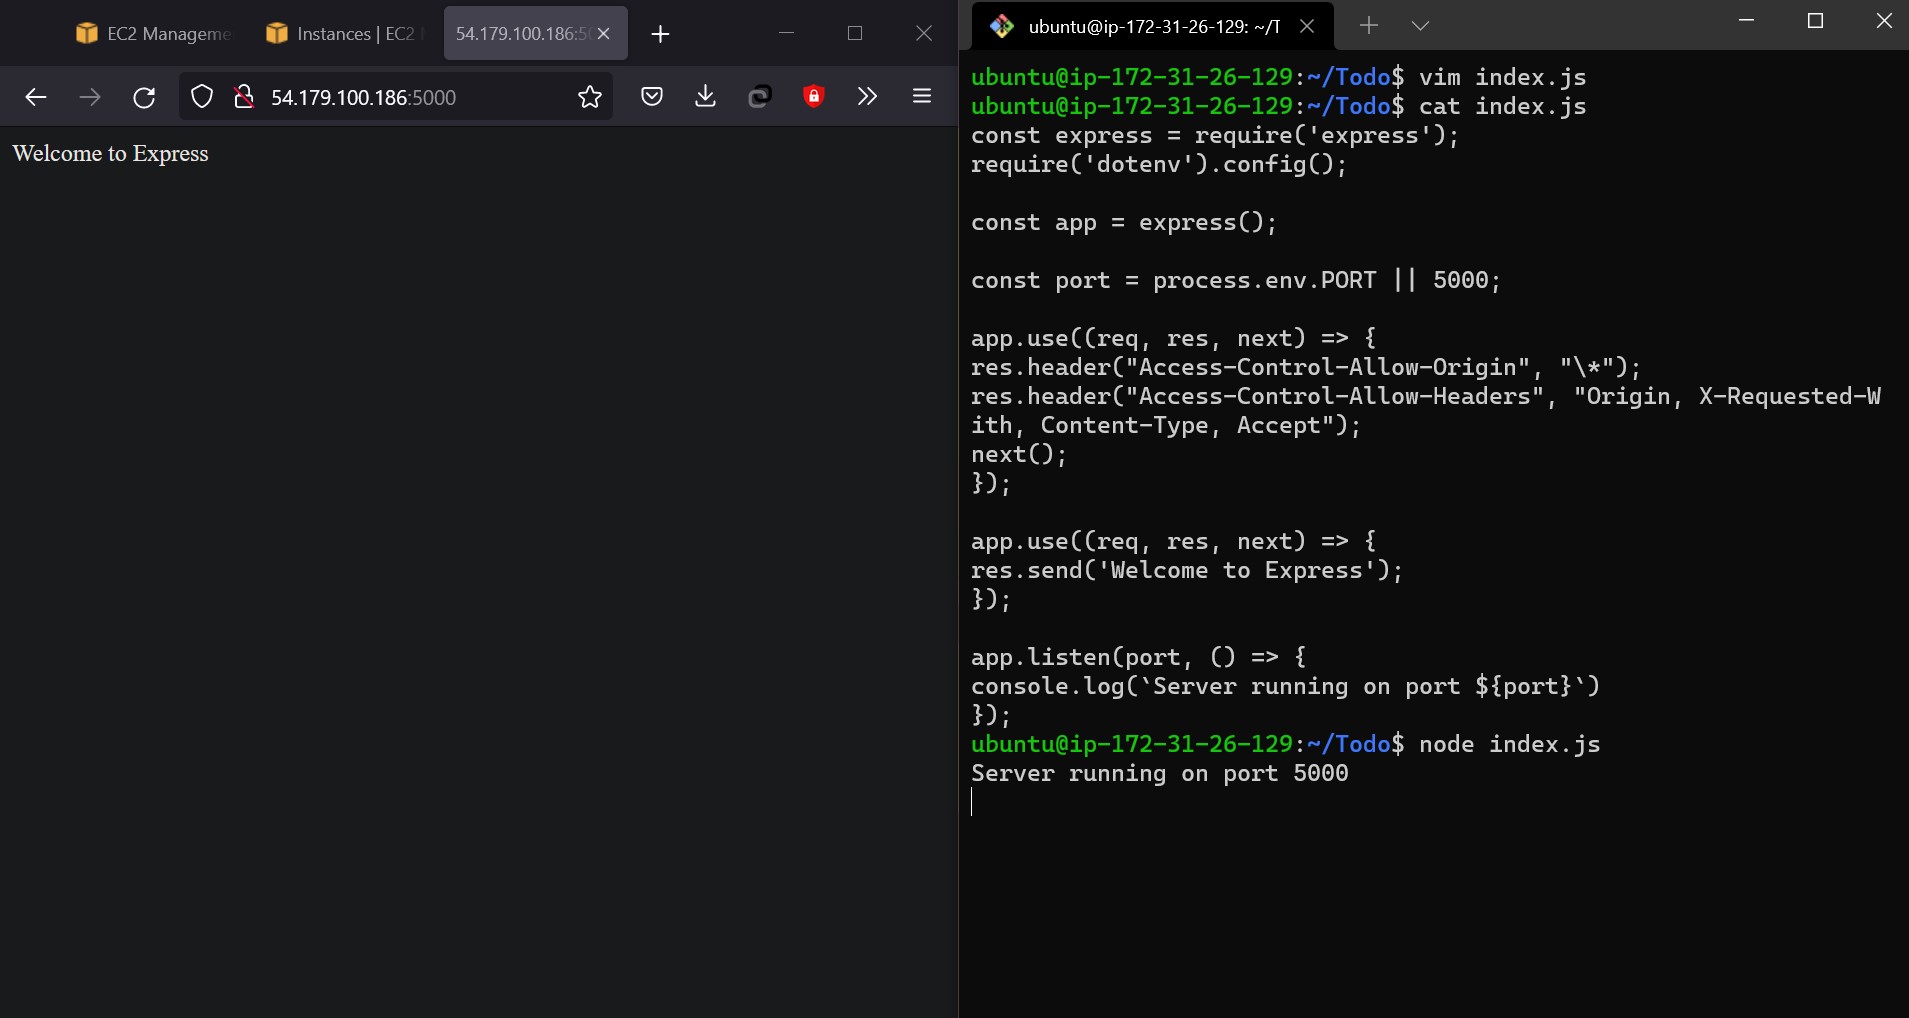 EC2 Manageme
Instances | EC2
54.179.100.186:50
54.179.100.186:5000
Welcome to Express
ubuntu@ip-172-31-26-129: ~/T
ubuntu@ip-172-31-26-129:~/Todo$ vim index.js
ubuntu@ip-172-31-26-129:~/Todo$ cat index.js
const express = require('express');
require('dotenv').config();
const app = express();
const port = process.env.PORT || 5000;
app.use((req, res, next) => {
res.header("Access-Control-Allow-Origin", "\*");
res.header("Access-Control-Allow-Headers", "Origin, X-Requested-W
ith, Content-Type, Accept");
next();
});
app.use((req, res, next) => {
res.send('Welcome to Express');
});
app.listen(port, () => {
console.log(`Server running on port ${port}`)
});
ubuntu@ip-172-31-26-129:~/Todo$ node index.js
Server running on port 5000